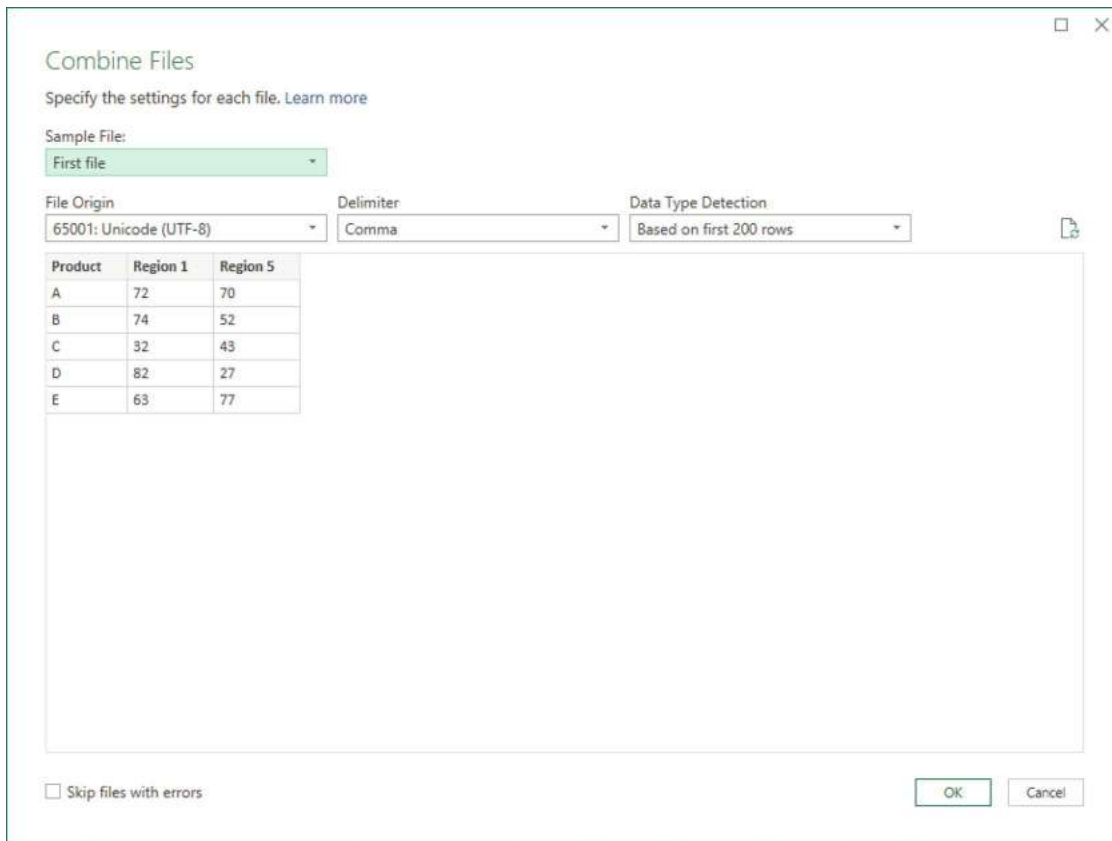 Combine Files
Specify the settings for each file. Learn more
Sample File:
First file
File Origin Delimiter Data Type Detection
65001: Unicode (UTF-8) Comma Based on first 200 rows
Product Region 1 Region 5
A 72 70
B 74 52
C 32 43
D 82 27
E 63 77
Skip files with errors OK Cancel